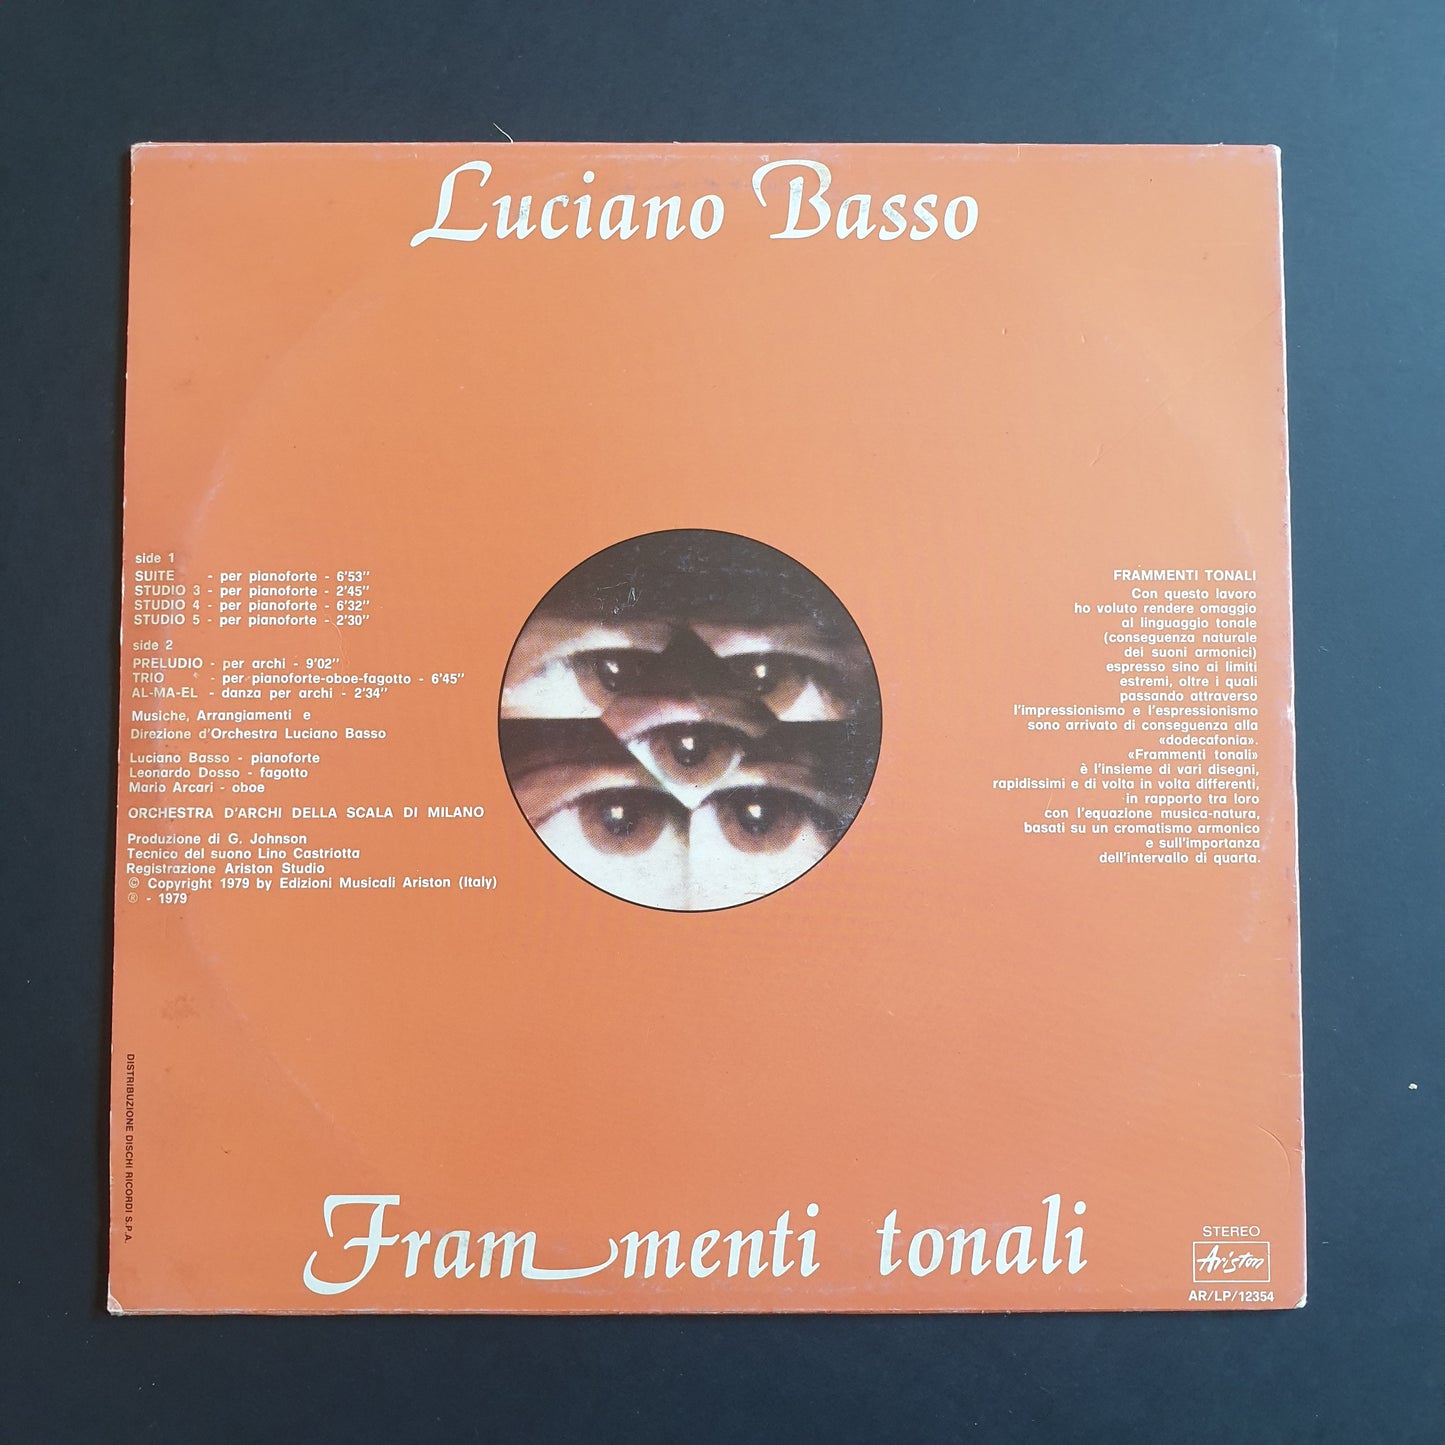 Luciano Basso
side 1
SUITE - per pianoforte - 6'53"
STUDIO 3 - per pianoforte - 2'45"
STUDIO 4 - per pianoforte - 6'32"
STUDIO 5 - per pianoforte - 2'30"
side 2
PRELUDIO - per archi - 9'02"
TRIO - per pianoforte-oboe-fagotto - 6'45"
AL-MA-EL - danza per archi - 2'34"
Musiche, Arrangiamenti e
Direzione d'Orchestra Luciano Basso
Luciano Basso - pianoforte
Leonardo Dosso - fagotto
Mario Arcari - oboe
ORCHESTRA D'ARCHI DELLA SCALA DI MILANO
Produzione di G. Johnson
Tecnico del suono Lino Castriotta
Registrazione Ariston Studio
© Copyright 1979 by Edizioni Musicali Ariston (Italy)
® - 1979
FRAMMENTI TONALI
Con questo lavoro
ho voluto rendere omaggio
al linguaggio tonale
(conseguenza naturale
dei suoni armonici)
espresso sino ai limiti
estremi, oltre i quali
passando attraverso
l'impressionismo e l'espressionismo
sono arrivato di conseguenza alla
«dodecafonia».
«Frammenti tonali»
è l'insieme di vari disegni,
rapidissimi e di volta in volta differenti,
in rapporto tra loro
con l'equazione musica-natura,
basati su un cromatismo armonico
e sull'importanza
dell'intervallo di quarta.
DISTRIBUZIONE DISCHI RICORDI S.P.A.
Frammenti tonali
STEREO
Ariston
AR/LP/12354